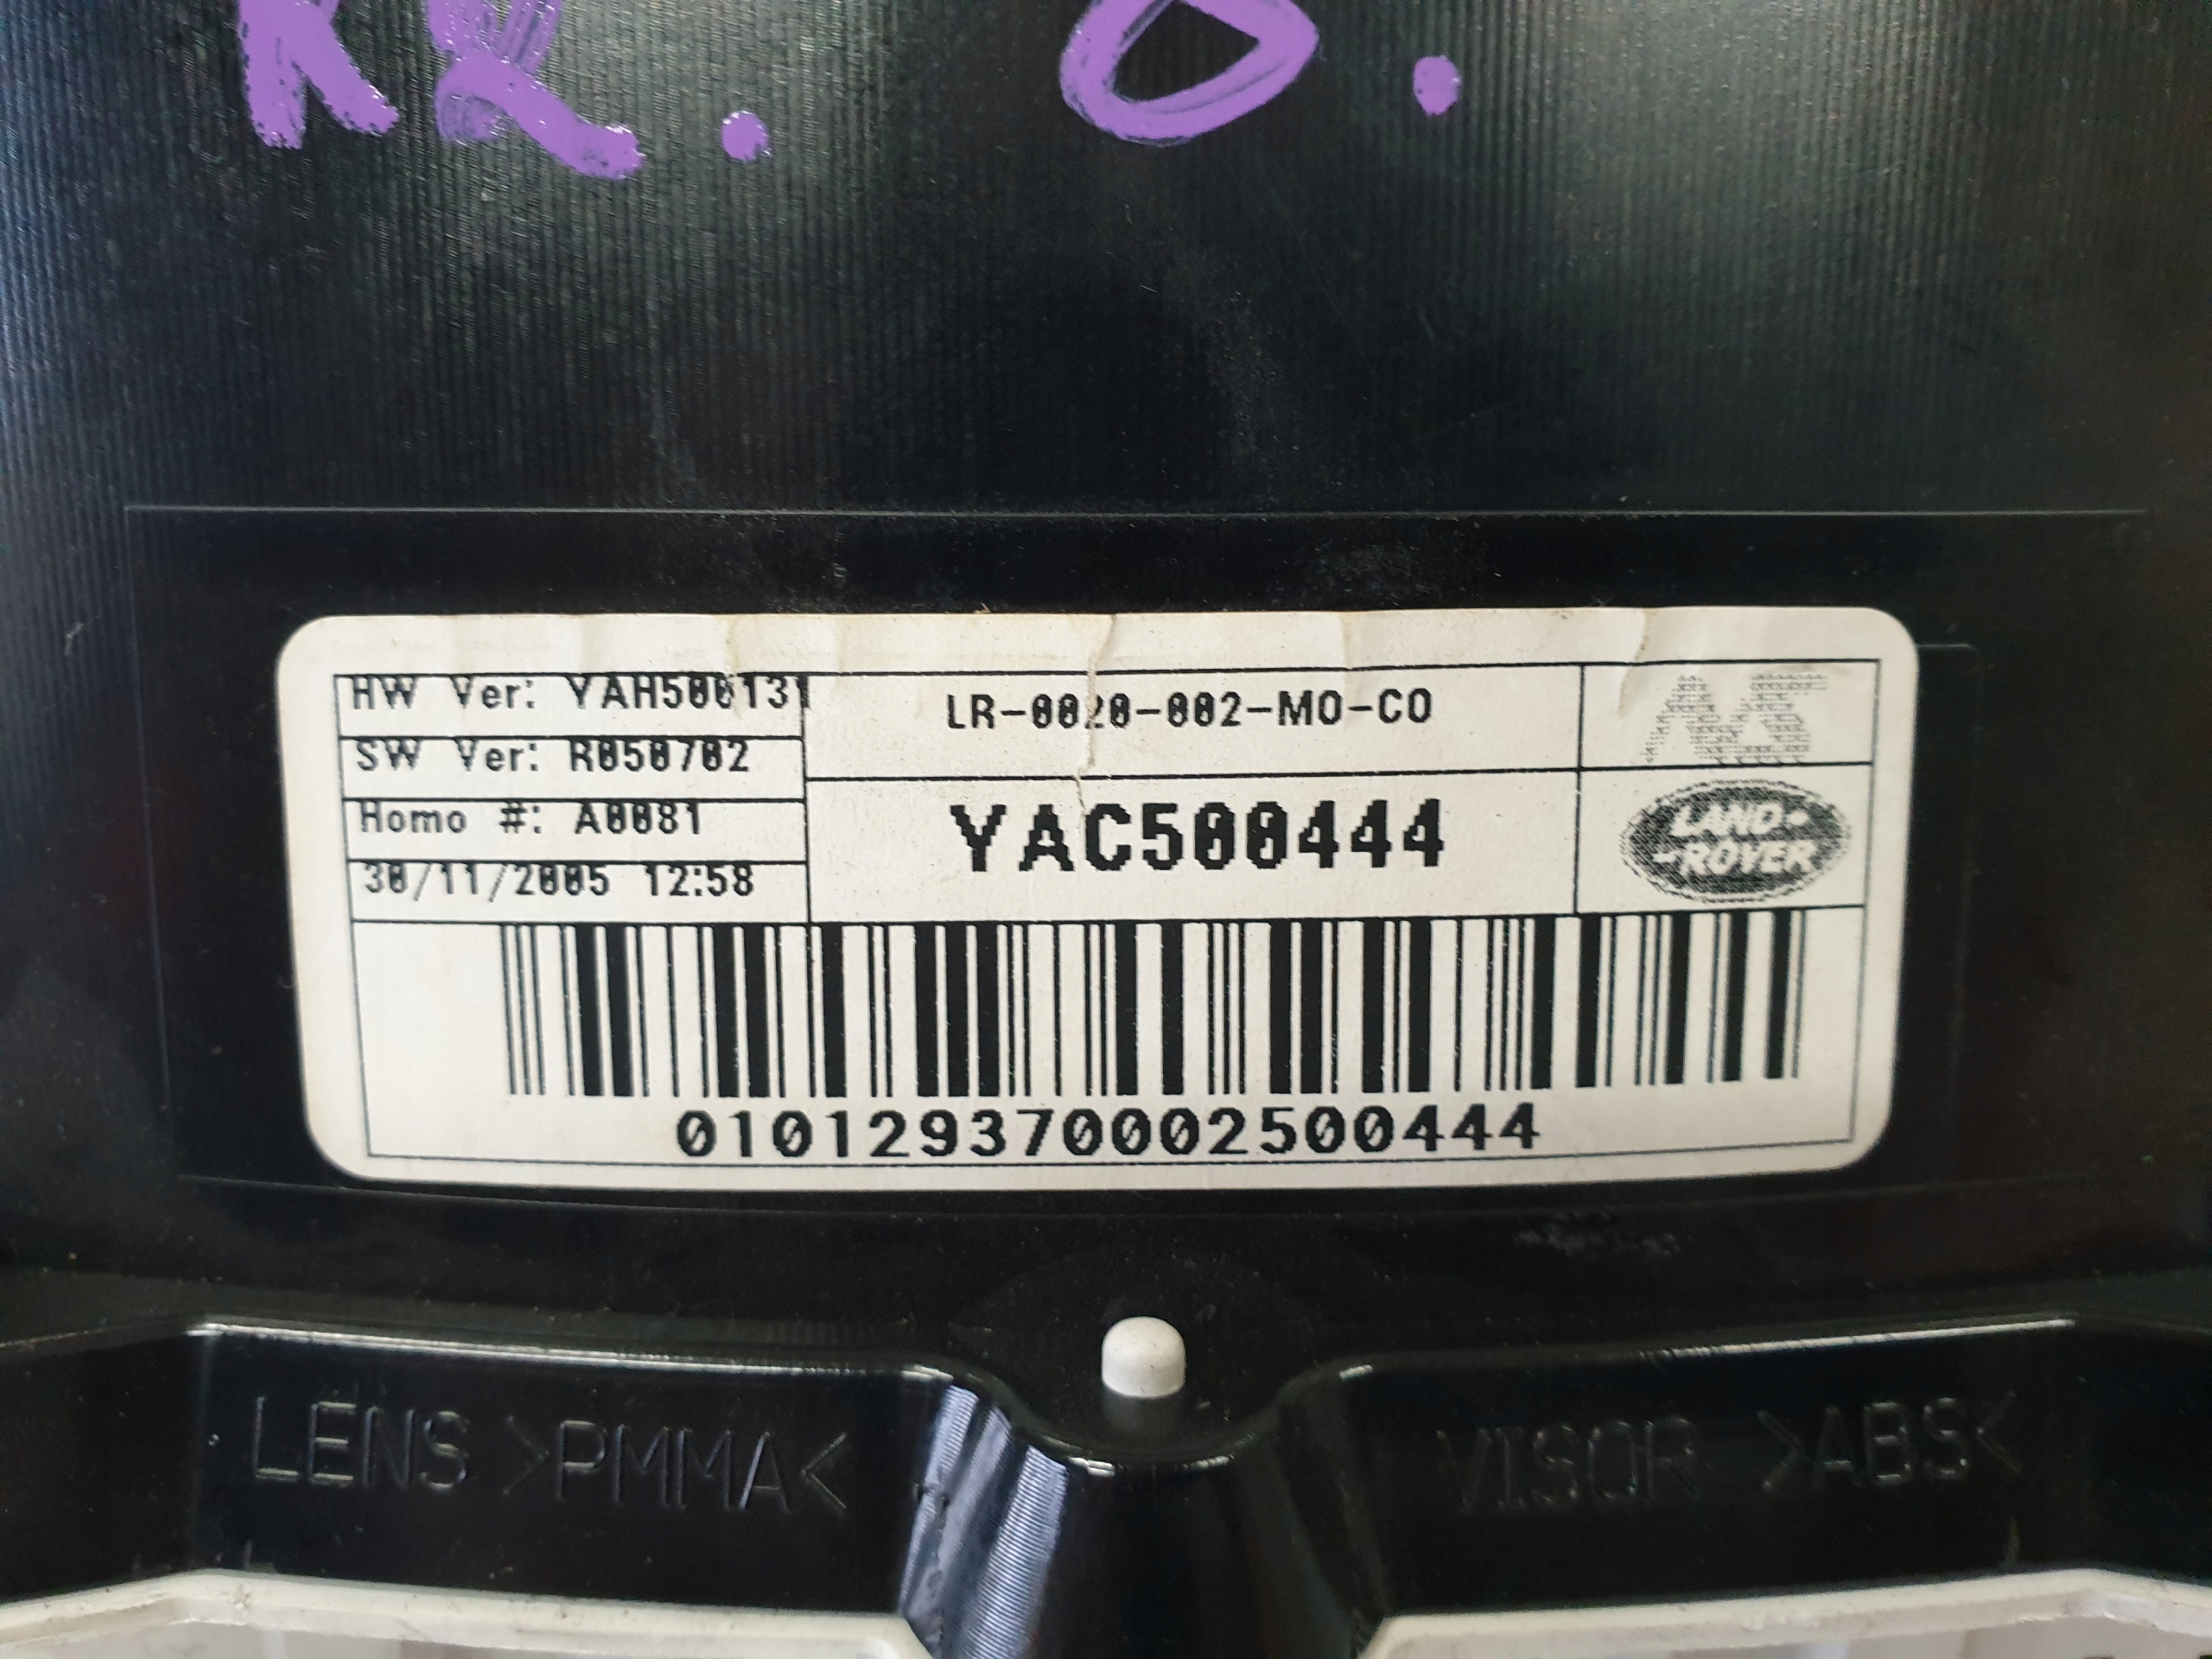 HW Ver: YAH500131
LR-0020-002-MO-CO
SW Ver: R050702
Homo #: A0081
YAC500444
LAND-
-ROVER
30/11/2005 12:58
010129370002500444
LENS >PMMA<
VISOR >ABS<